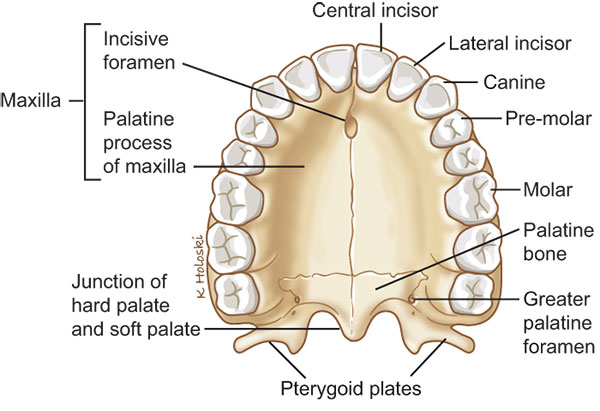 Central incisor
Incisive
foramen
Lateral incisor
Canine
Maxilla
Palatine
process
of maxilla
Pre-molar
Molar
Palatine
bone
K Holoski
Junction of
hard palate
and soft palate
Greater
palatine
foramen
Pterygoid plates